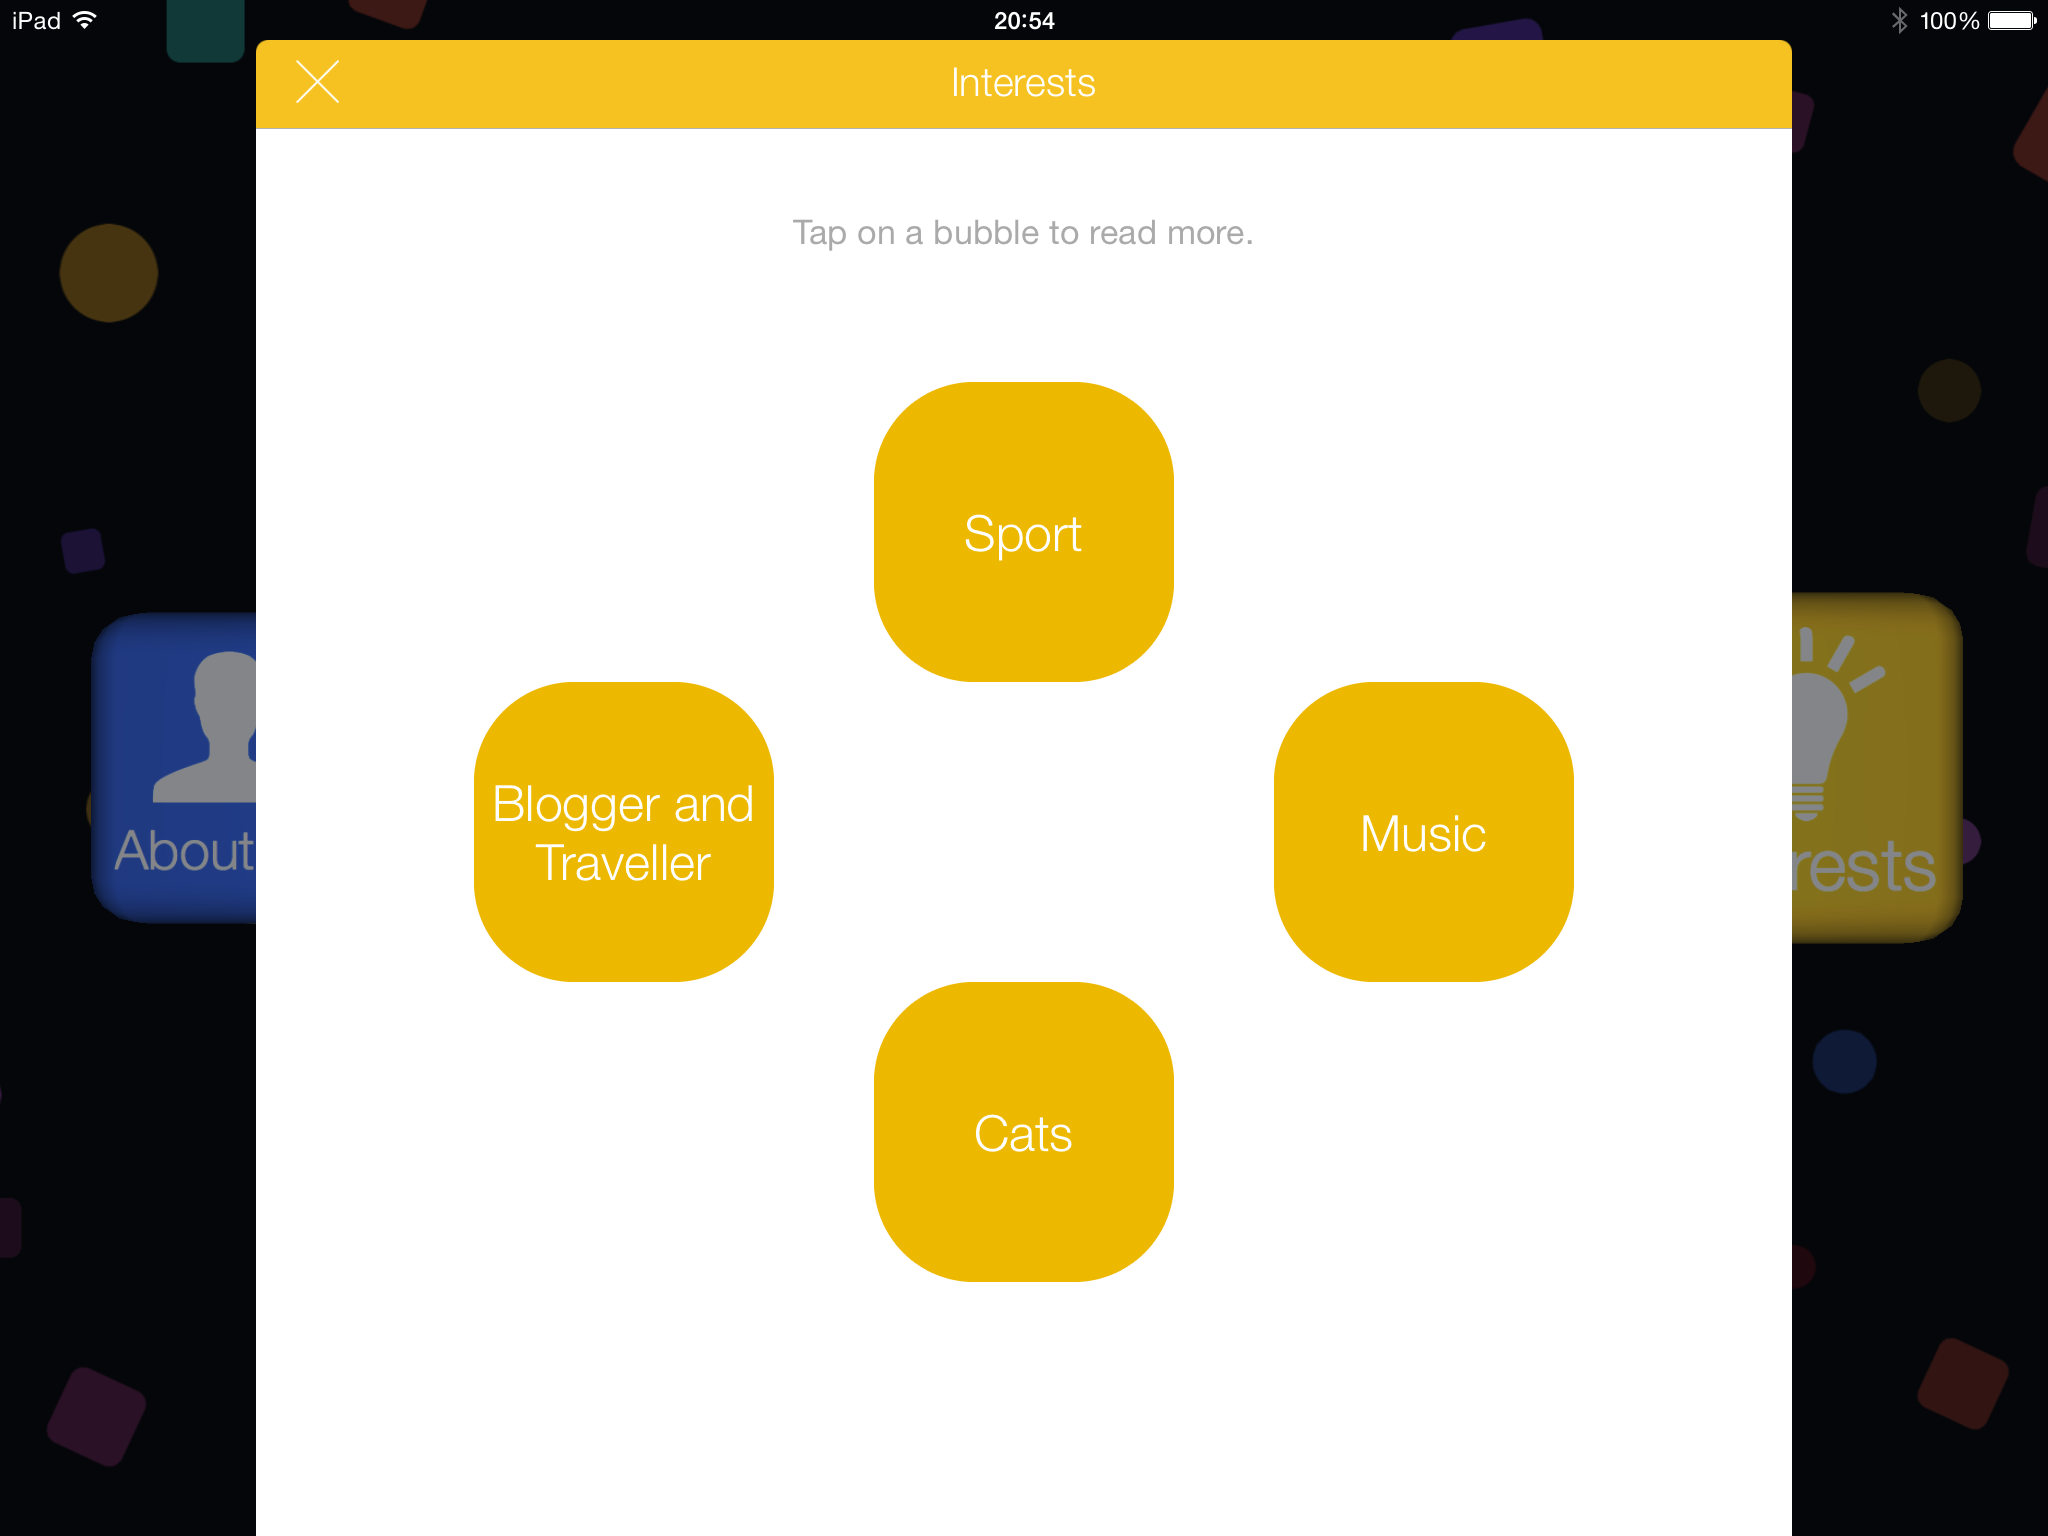 iPad
20:54
100%
Interests
Tap on a bubble to read more.
Sport
Blogger and
Traveller
Music
Cats
About
rests